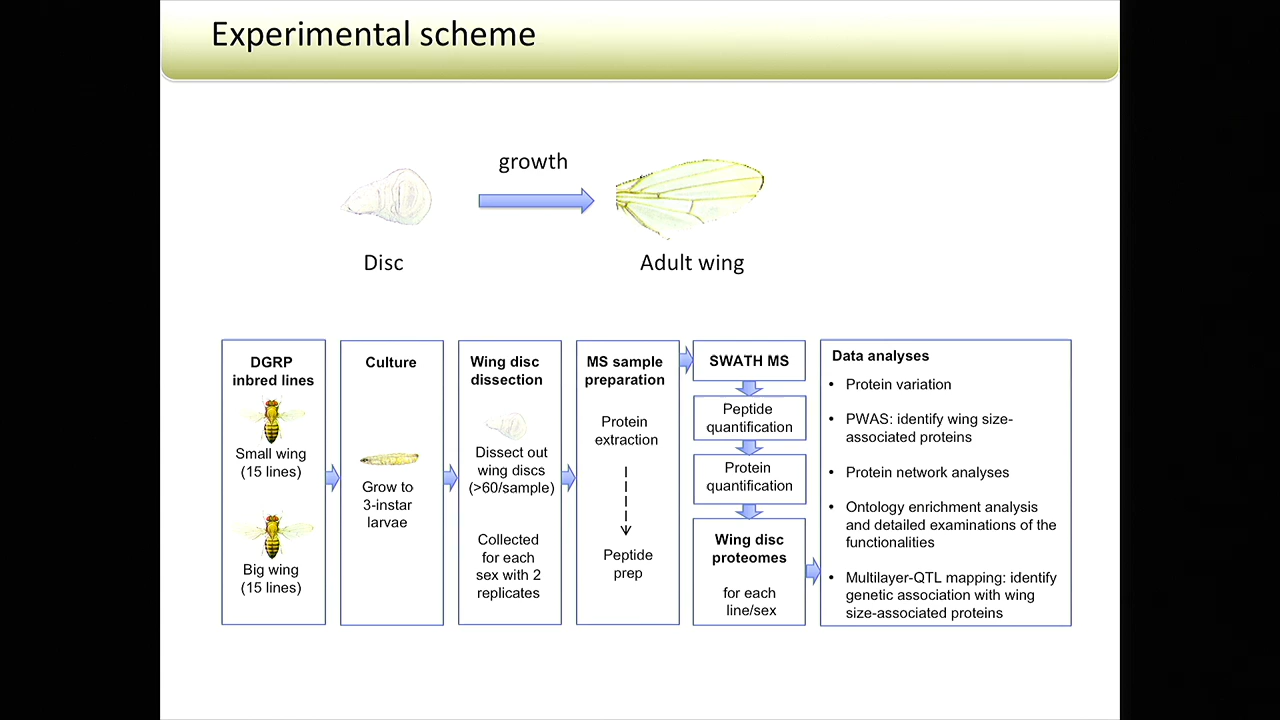 Experimental scheme
growth
Disc
Adult wing
DGRP
inbred lines
Small wing
(15 lines)
Big wing
(15 lines)
Culture
Grow to
3-instar
larvae
Wing disc
dissection
Dissect out
wing discs
(>60/sample)
Collected
for each
sex with 2
replicates
MS sample
preparation
Protein
extraction
Peptide
prep
SWATH MS
Peptide
quantification
Protein
quantification
Wing disc
proteomes
for each
line/sex
Data analyses
• Protein variation
• PWAS: identify wing size-
associated proteins
• Protein network analyses
• Ontology enrichment analysis
and detailed examinations of the
functionalities
• Multilayer-QTL mapping: identify
genetic association with wing
size-associated proteins